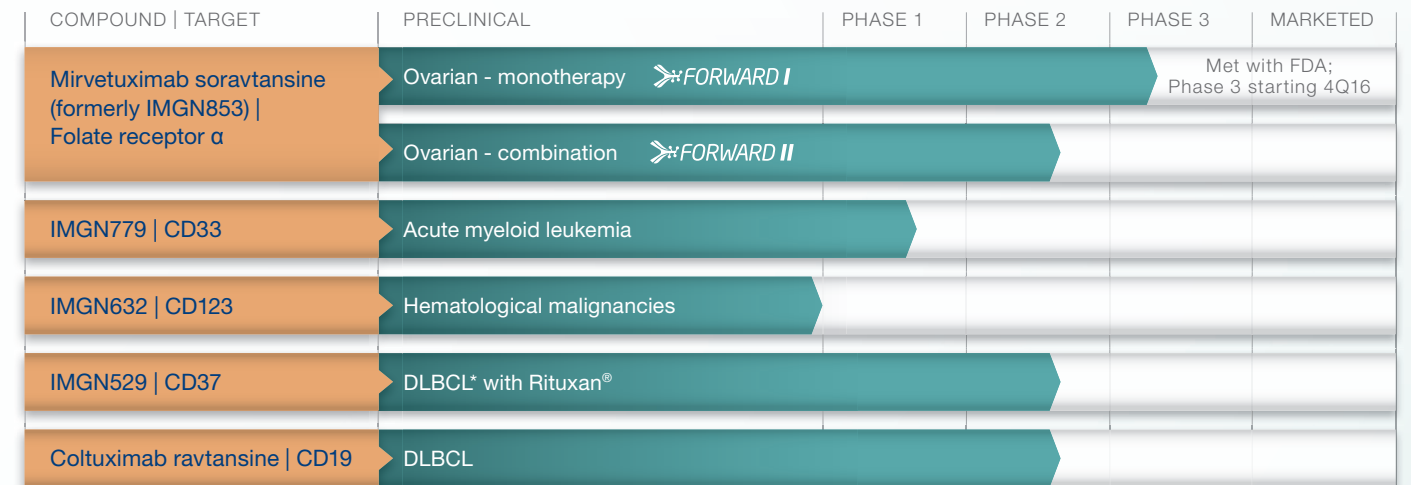 COMPOUND | TARGET PRECLINICAL PHASE 1 PHASE 2 PHASE 3 MARKETED
Mirvetuximab soravtansine
(formerly IMGN853) |
Folate receptor α
Ovarian - monotherapy FORWARD I
Met with FDA;
Phase 3 starting 4Q16
Ovarian - combination FORWARD II
IMGN779 | CD33 Acute myeloid leukemia
IMGN632 | CD123 Hematological malignancies
IMGN529 | CD37 DLBCL* with Rituxan®
Coltuximab ravtansine | CD19 DLBCL